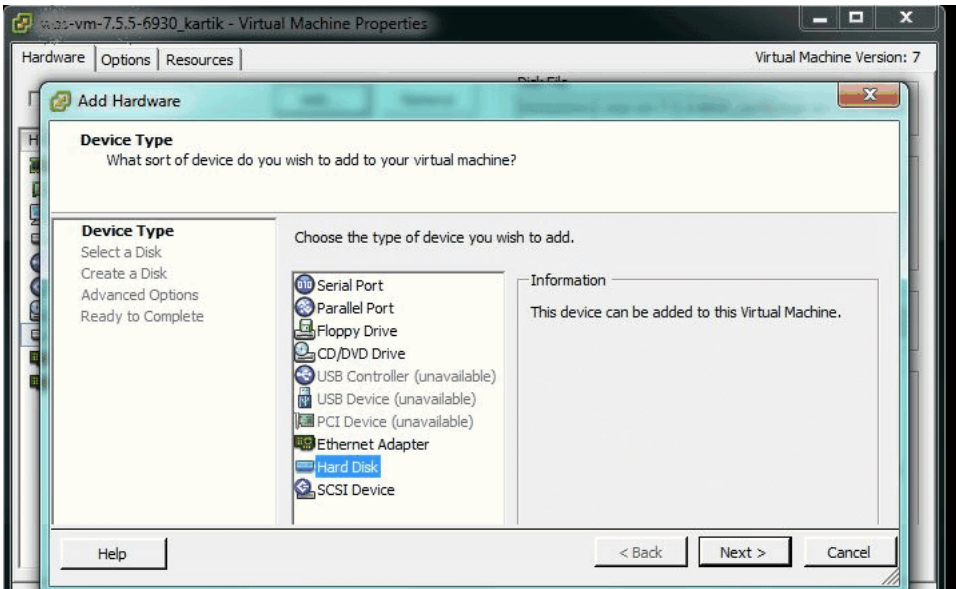 -vm-7.5.5-6930_kartik - Virtual Machine Properties
Hardware Options Resources
Virtual Machine Version: 7
Disk File
Add Hardware
Device Type
What sort of device do you wish to add to your virtual machine?
Device Type
Select a Disk
Create a Disk
Advanced Options
Ready to Complete
Choose the type of device you wish to add.
Serial Port
Parallel Port
Floppy Drive
CD/DVD Drive
USB Controller (unavailable)
USB Device (unavailable)
PCI Device (unavailable)
Ethernet Adapter
Hard Disk
SCSI Device
Information
This device can be added to this Virtual Machine.
Help
< Back
Next >
Cancel